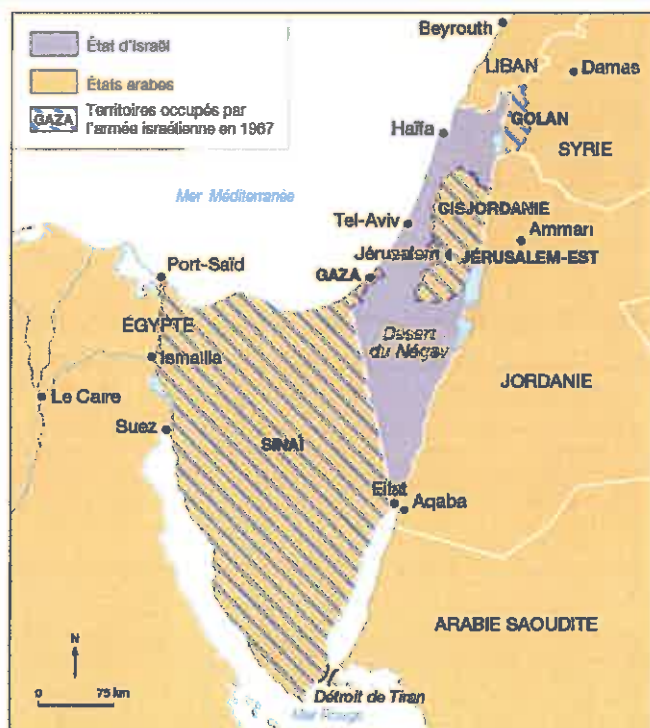 État d'Israël
États arabes
GAZA
Territoires occupés par
l'armée israélienne en 1967
Beyrouth
LIBAN
Damas
GOLAN
Haïfa
SYRIE
Mer Méditerranée
CISJORDANIE
Tel-Aviv
Amman
Jérusalem
JÉRUSALEM-EST
GAZA
Port-Saïd
ÉGYPTE
Désert
du Négev
Ismaïlia
JORDANIE
Le Caire
Suez
SINAÏ
Eilat
Aqaba
ARABIE SAOUDITE
N
0 75 km
Détroit de Tiran
Mer Rouge